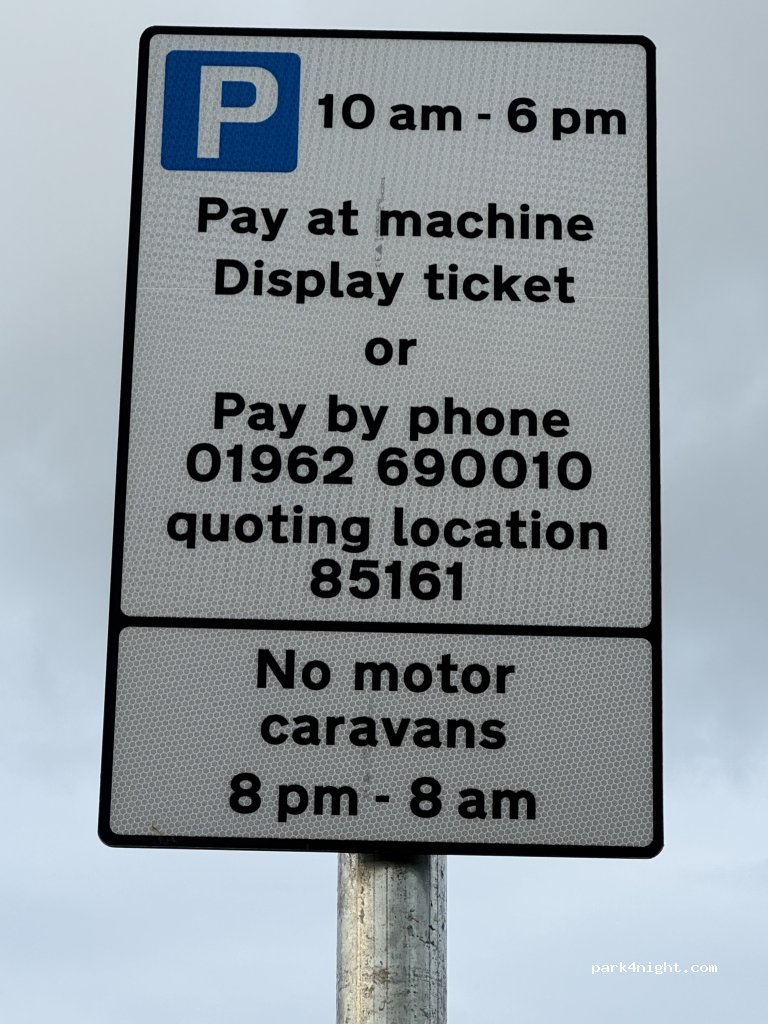 P 10 am - 6 pm
Pay at machine
Display ticket
or
Pay by phone
01962 690010
quoting location
85161
No motor
caravans
8 pm - 8 am
park4night.com